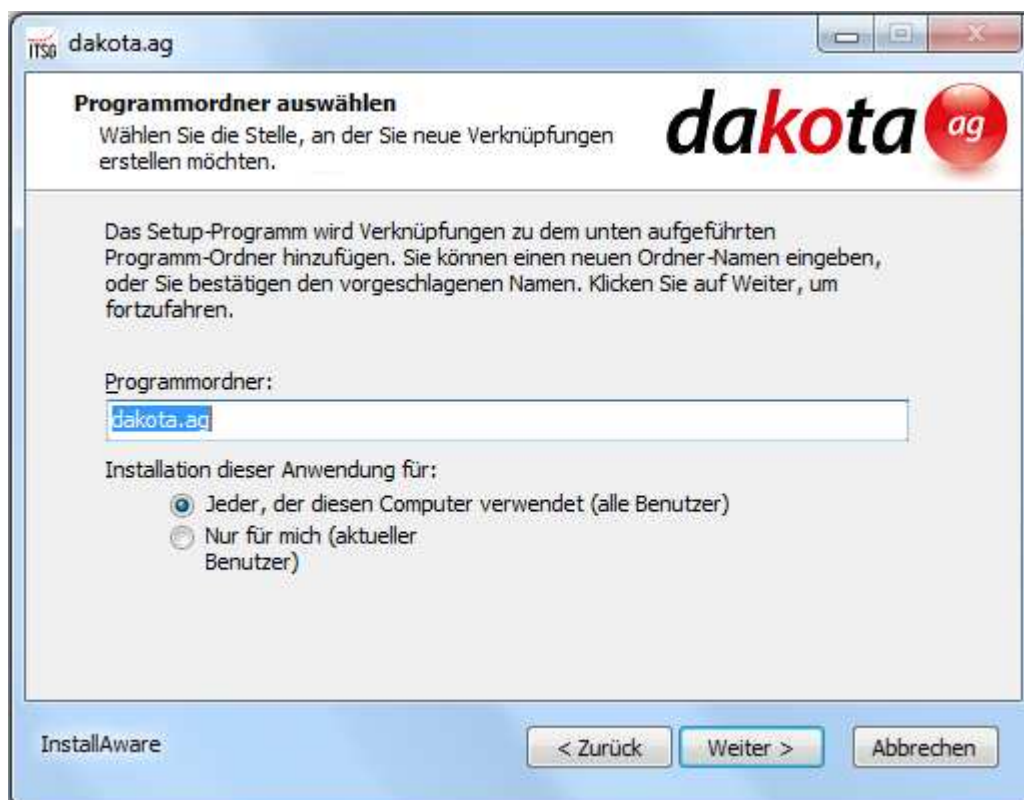 ITSG dakota.ag
Programmordner auswählen
Wählen Sie die Stelle, an der Sie neue Verknüpfungen
erstellen möchten.
dakota ag
Das Setup-Programm wird Verknüpfungen zu dem unten aufgeführten
Programm-Ordner hinzufügen. Sie können einen neuen Ordner-Namen eingeben,
oder Sie bestätigen den vorgeschlagenen Namen. Klicken Sie auf Weiter, um
fortzufahren.
Programmordner:
dakota.ag
Installation dieser Anwendung für:
Jeder, der diesen Computer verwendet (alle Benutzer)
Nur für mich (aktueller
Benutzer)
InstallAware
< Zurück
Weiter >
Abbrechen